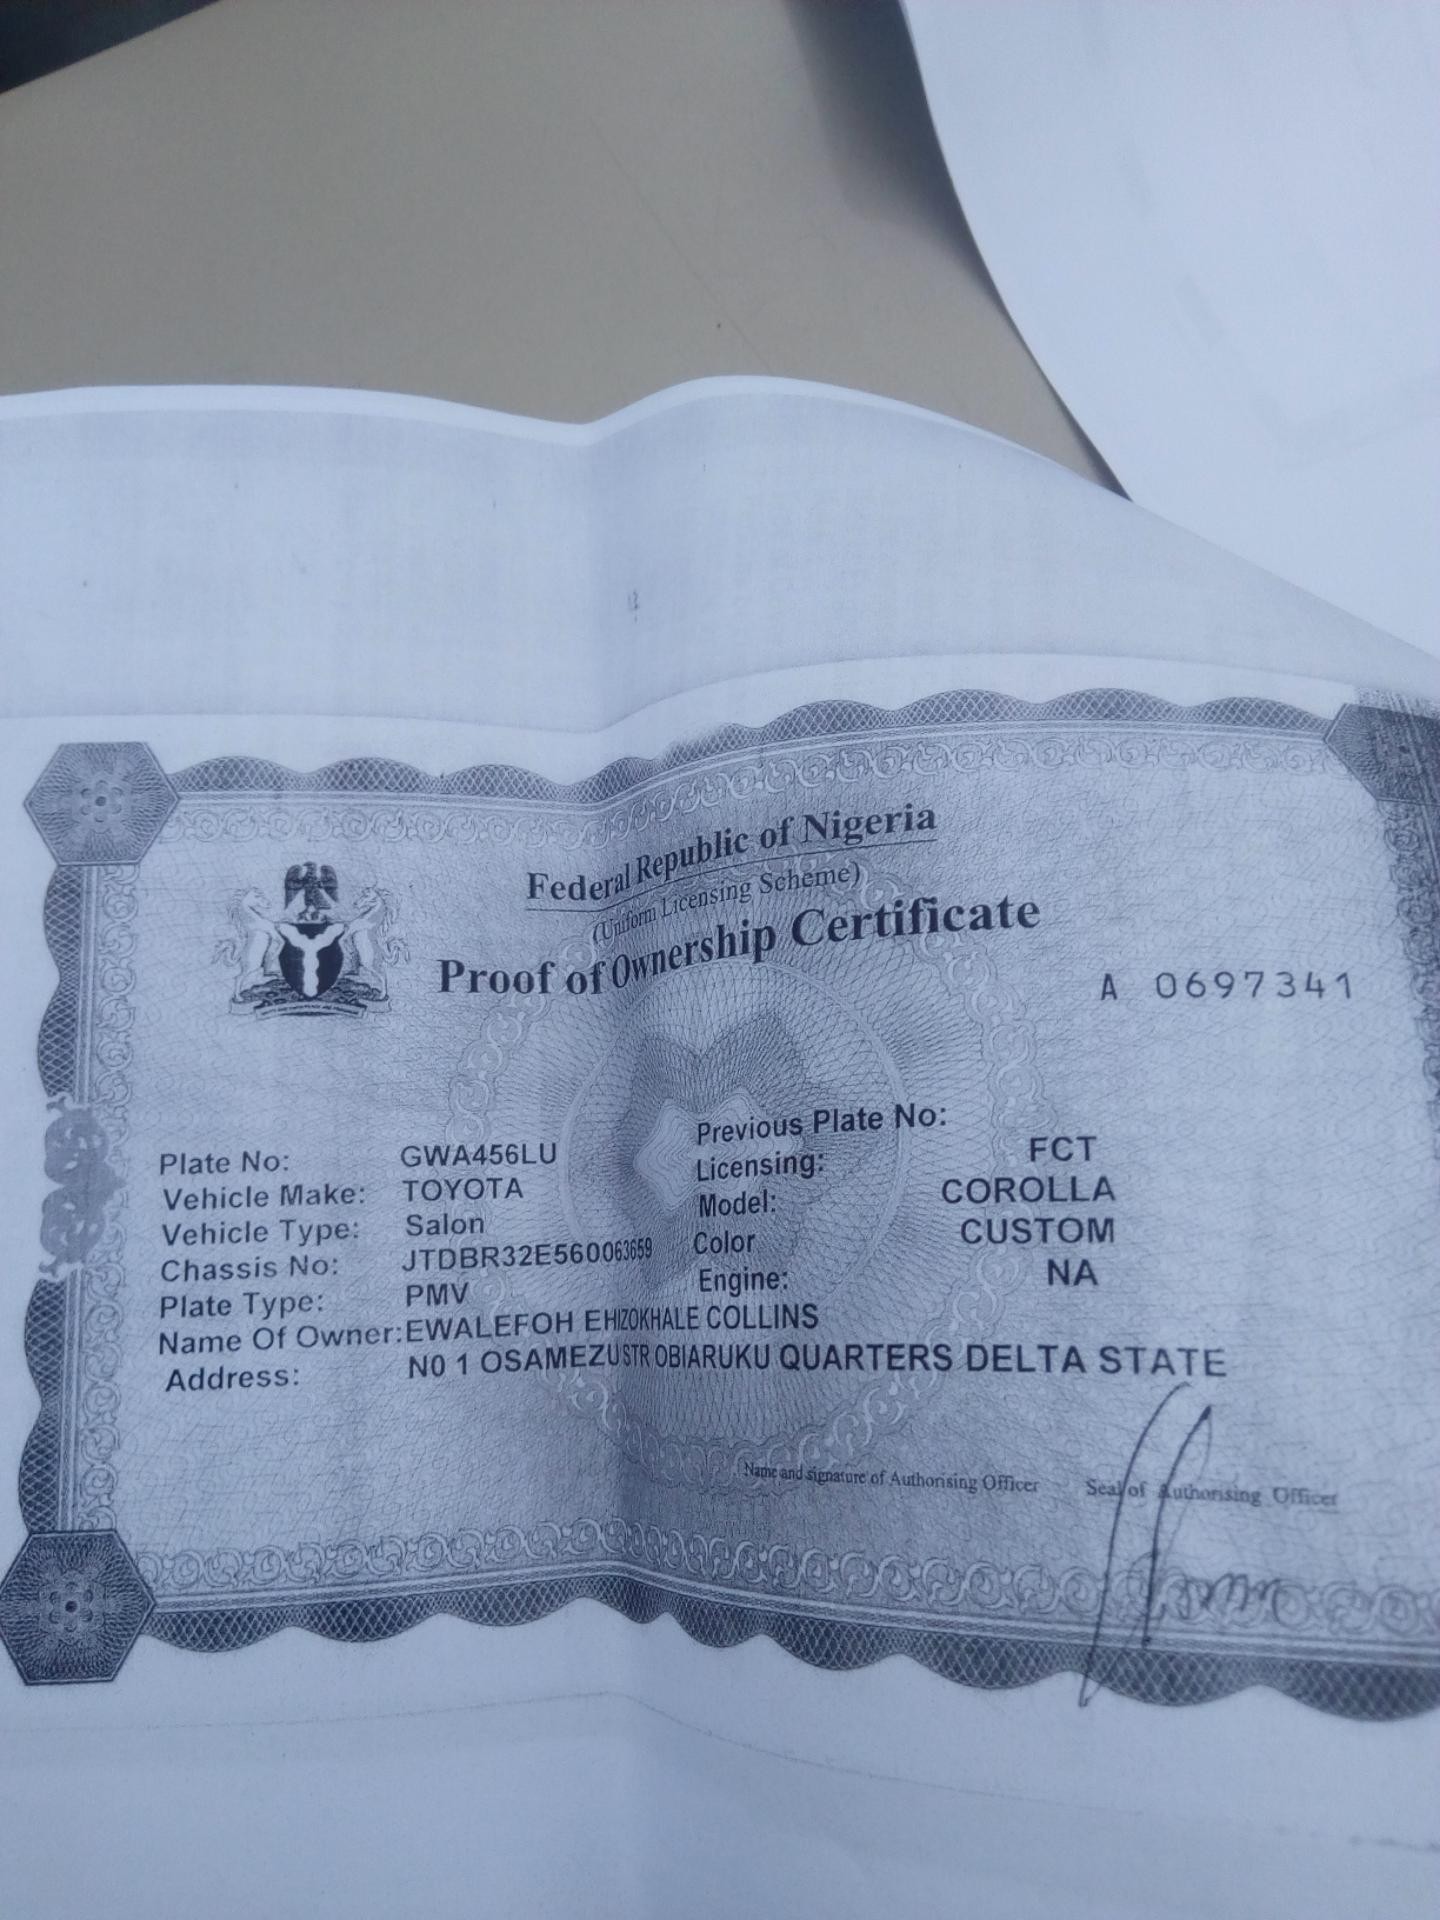 Federal Republic of Nigeria
(Uniform Licensing Scheme)
Proof of Ownership Certificate
A 0697341
Plate No: GWA456LU Previous Plate No:
Vehicle Make: TOYOTA Licensing: FCT
Vehicle Type: Salon Model: COROLLA
Chassis No: JTDBR32E560063659 Color CUSTOM
Plate Type: PMV Engine: NA
Name Of Owner: EWALEFOH EHIZOKHALE COLLINS
Address: N0 1 OSAMEZU STR OBIARUKU QUARTERS DELTA STATE
Name and signature of Authorising Officer Seal of Authorising Officer